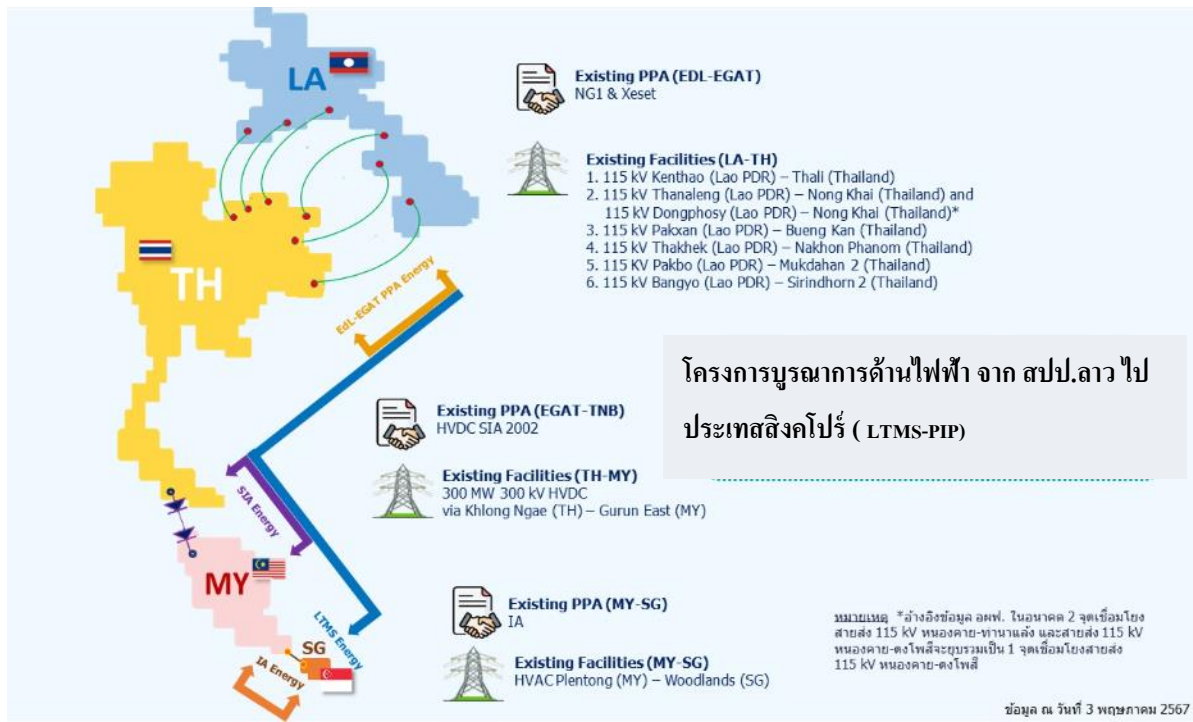 LA
Existing PPA (EDL-EGAT)
NG1 & Xeset
Existing Facilities (LA-TH)
1. 115 kV Kenthao (Lao PDR) – Thali (Thailand)
2. 115 kV Thanaleng (Lao PDR) – Nong Khai (Thailand) and
115 kV Dongphosy (Lao PDR) – Nong Khai (Thailand)*
3. 115 kV Pakxan (Lao PDR) – Bueng Kan (Thailand)
4. 115 kV Thakhek (Lao PDR) – Nakhon Phanom (Thailand)
5. 115 KV Pakbo (Lao PDR) – Mukdahan 2 (Thailand)
6. 115 kV Bangyo (Lao PDR) – Sirindhorn 2 (Thailand)
TH
EdL-EGAT PPA Energy
โครงการบูรณาการด้านไฟฟ้า จาก สปป.ลาว ไป
ประเทศสิงคโปร์ ( LTMS-PIP)
Existing PPA (EGAT-TNB)
HVDC SIA 2002
Existing Facilities (TH-MY)
300 MW 300 kV HVDC
via Khlong Ngae (TH) – Gurun East (MY)
SIA Energy
MY
LTMS Energy
SG
IA Energy
Existing PPA (MY-SG)
IA
Existing Facilities (MY-SG)
HVAC Plentong (MY) – Woodlands (SG)
หมายเหตุ *อ้างอิงข้อมูล อผฟ. ในอนาคต 2 จุดเชื่อมโยง
สายส่ง 115 kV หนองคาย-ท่านาแล้ง และสายส่ง 115 kV
หนองคาย-ดงโพสีจะยุบรวมเป็น 1 จุดเชื่อมโยงสายส่ง
115 kV หนองคาย-ดงโพสี
ข้อมูล ณ วันที่ 3 พฤษภาคม 2567